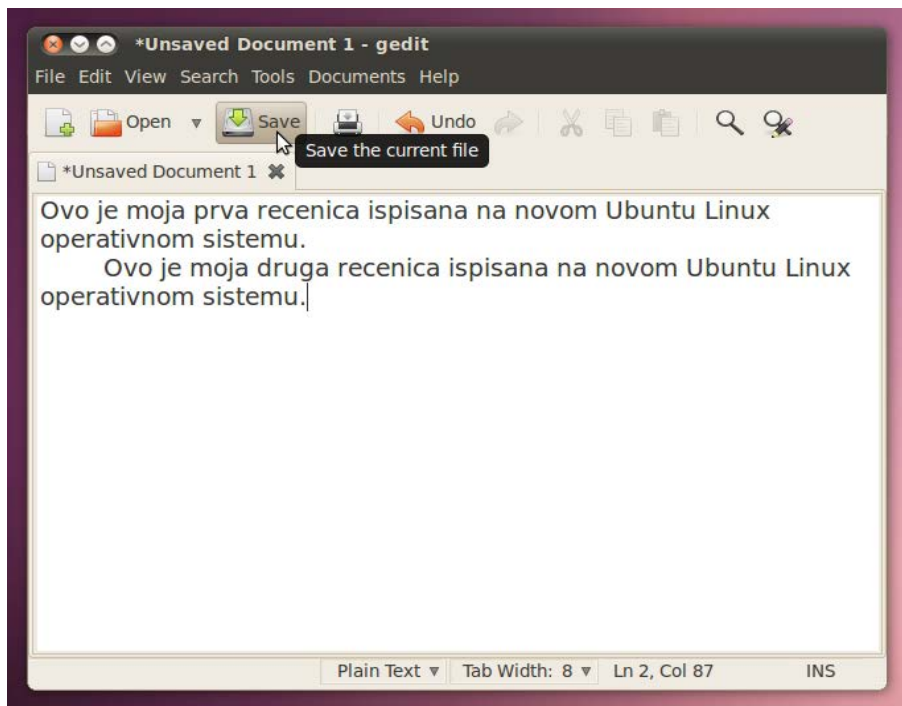 *Unsaved Document 1 - gedit
File Edit View Search Tools Documents Help
Open Save Undo
Save the current file
*Unsaved Document 1
Ovo je moja prva recenica ispisana na novom Ubuntu Linux
operativnom sistemu.
Ovo je moja druga recenica ispisana na novom Ubuntu Linux
operativnom sistemu.
Plain Text Tab Width: 8 Ln 2, Col 87 INS